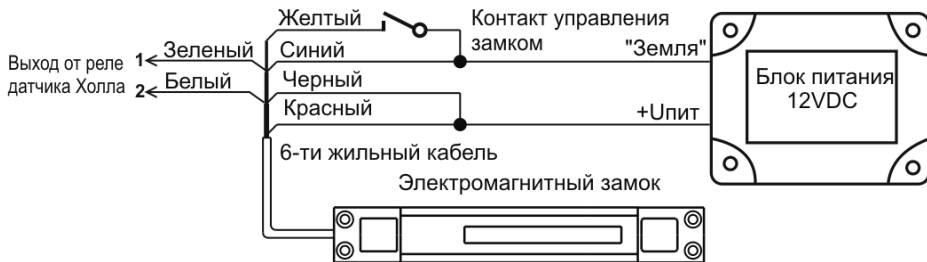 Желтый
Контакт управления
замком
Зеленый
Синий
"Земля"
Выход от реле
датчика Холла
1
2
Белый
Черный
Красный
+Uпит
Блок питания
12VDC
6-ти жильный кабель
Электромагнитный замок